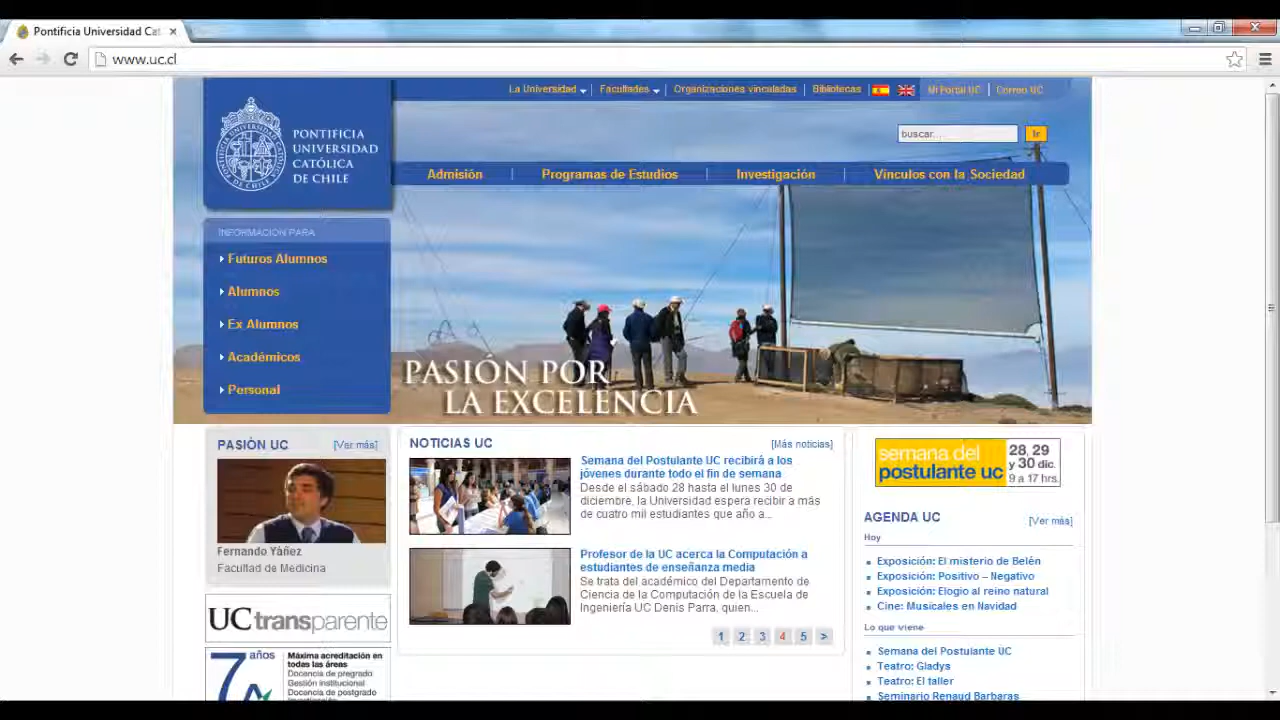 Pontificia Universidad Cat
www.uc.cl
La Universidad
Facultades
Organizaciones vinculadas
Bibliotecas
Mi Portal UC
Correo UC
buscar...
Ir
PONTIFICIA
UNIVERSIDAD
CATÓLICA
DE CHILE
Admisión
Programas de Estudios
Investigación
Vínculos con la Sociedad
INFORMACIÓN PARA
Futuros Alumnos
Alumnos
Ex Alumnos
Académicos
Personal
PASIÓN POR
LA EXCELENCIA
PASIÓN UC
[Ver más]
Fernando Yáñez
Facultad de Medicina
UC transparente
7 años
Máxima acreditación en
todas las áreas
Docencia de pregrado
Gestión institucional
Docencia de postgrado
NOTICIAS UC
[Más noticias]
Semana del Postulante UC recibirá a los
jóvenes durante todo el fin de semana
Desde el sábado 28 hasta el lunes 30 de
diciembre, la Universidad espera recibir a más
de cuatro mil estudiantes que año a...
Profesor de la UC acerca la Computación a
estudiantes de enseñanza media
Se trata del académico del Departamento de
Ciencia de la Computación de la Escuela de
Ingeniería UC Denis Parra, quien...
1 2 3 4 5 >
semana del
postulante uc
28, 29
y 30 dic.
9 a 17 hrs.
AGENDA UC
[Ver más]
Hoy
Exposición: El misterio de Belén
Exposición: Positivo – Negativo
Exposición: Elogio al reino natural
Cine: Musicales en Navidad
Lo que viene
Semana del Postulante UC
Teatro: Gladys
Teatro: El taller
Seminario Renaud Barbaras